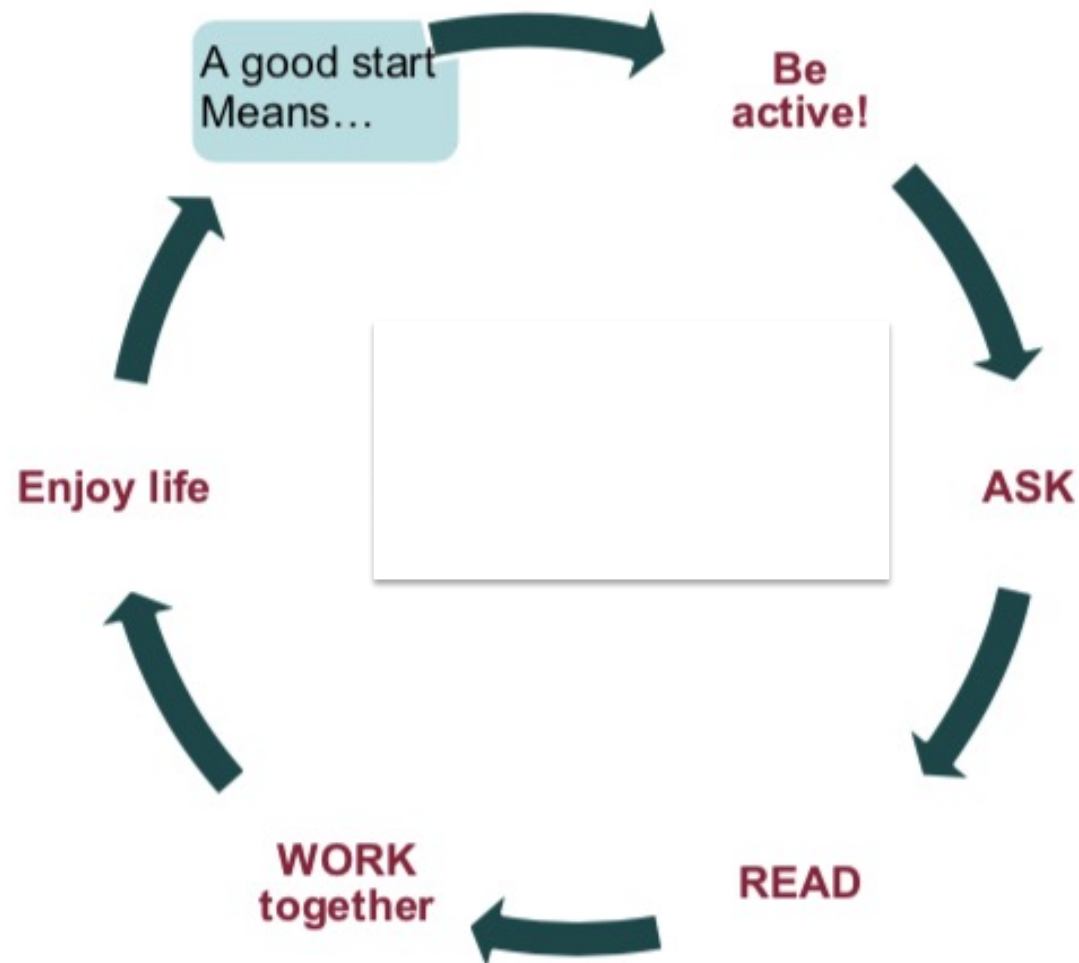 A good start
Means…
Be
active!
ASK
READ
WORK
together
Enjoy life